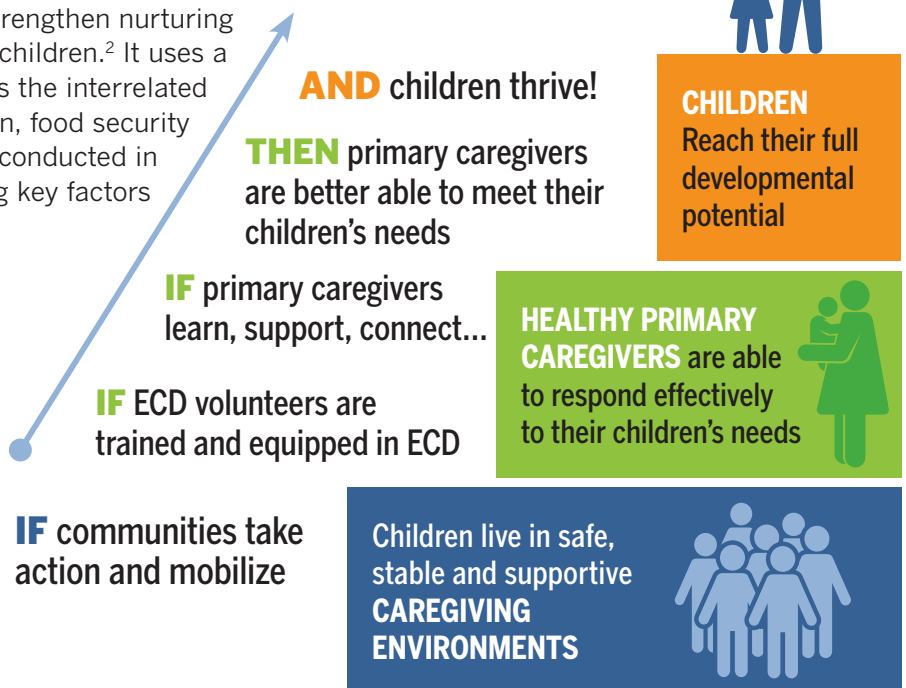 rengthen nurturing
children.² It uses a
s the interrelated
n, food security
conducted in
g key factors
AND children thrive!
THEN primary caregivers
are better able to meet their
children's needs
IF primary caregivers
learn, support, connect...
IF ECD volunteers are
trained and equipped in ECD
IF communities take
action and mobilize
CHILDREN
Reach their full
developmental
potential
HEALTHY PRIMARY
CAREGIVERS are able
to respond effectively
to their children's needs
Children live in safe,
stable and supportive
CAREGIVING
ENVIRONMENTS